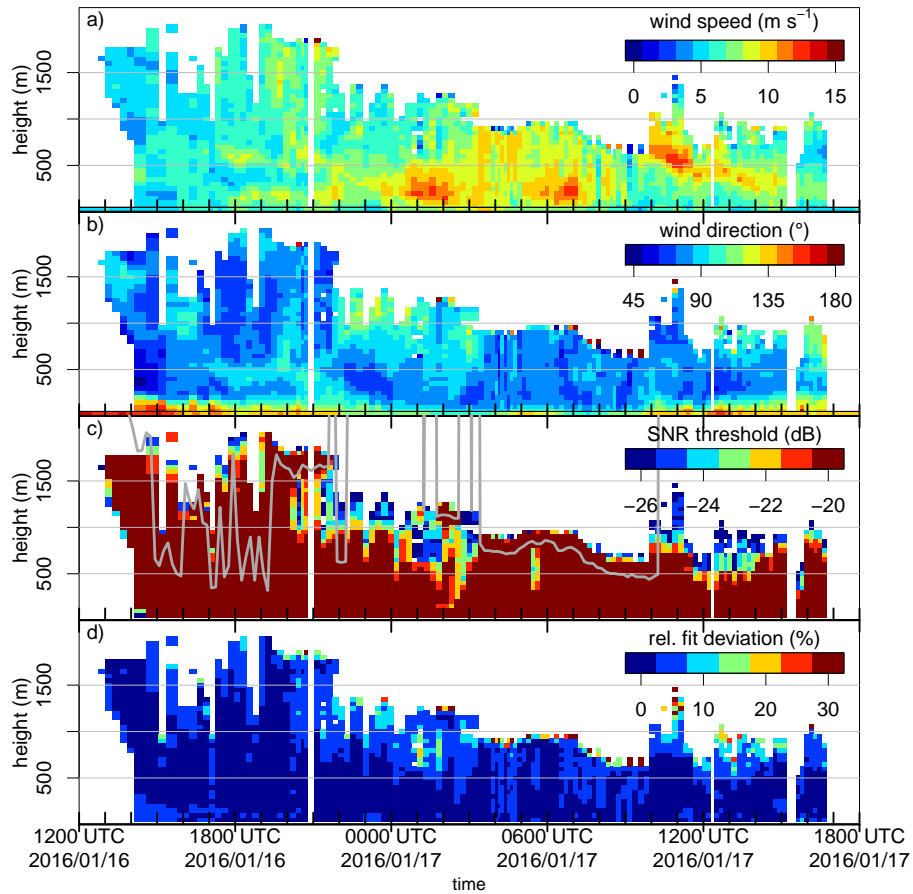 a)
wind speed (m s⁻¹)
0 5 10 15
height (m)
500 1500
b)
wind direction (°)
45 90 135 180
height (m)
500 1500
c)
SNR threshold (dB)
−26 −24 −22 −20
height (m)
500 1500
d)
rel. fit deviation (%)
0 10 20 30
height (m)
500 1500
1200 UTC 1800 UTC 0000 UTC 0600 UTC 1200 UTC 1800 UTC
2016/01/16 2016/01/16 2016/01/17 2016/01/17 2016/01/17 2016/01/17
time